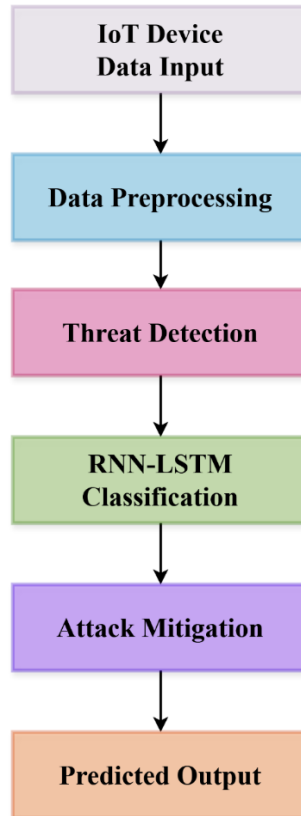 IoT Device
Data Input
Data Preprocessing
Threat Detection
RNN-LSTM
Classification
Attack Mitigation
Predicted Output